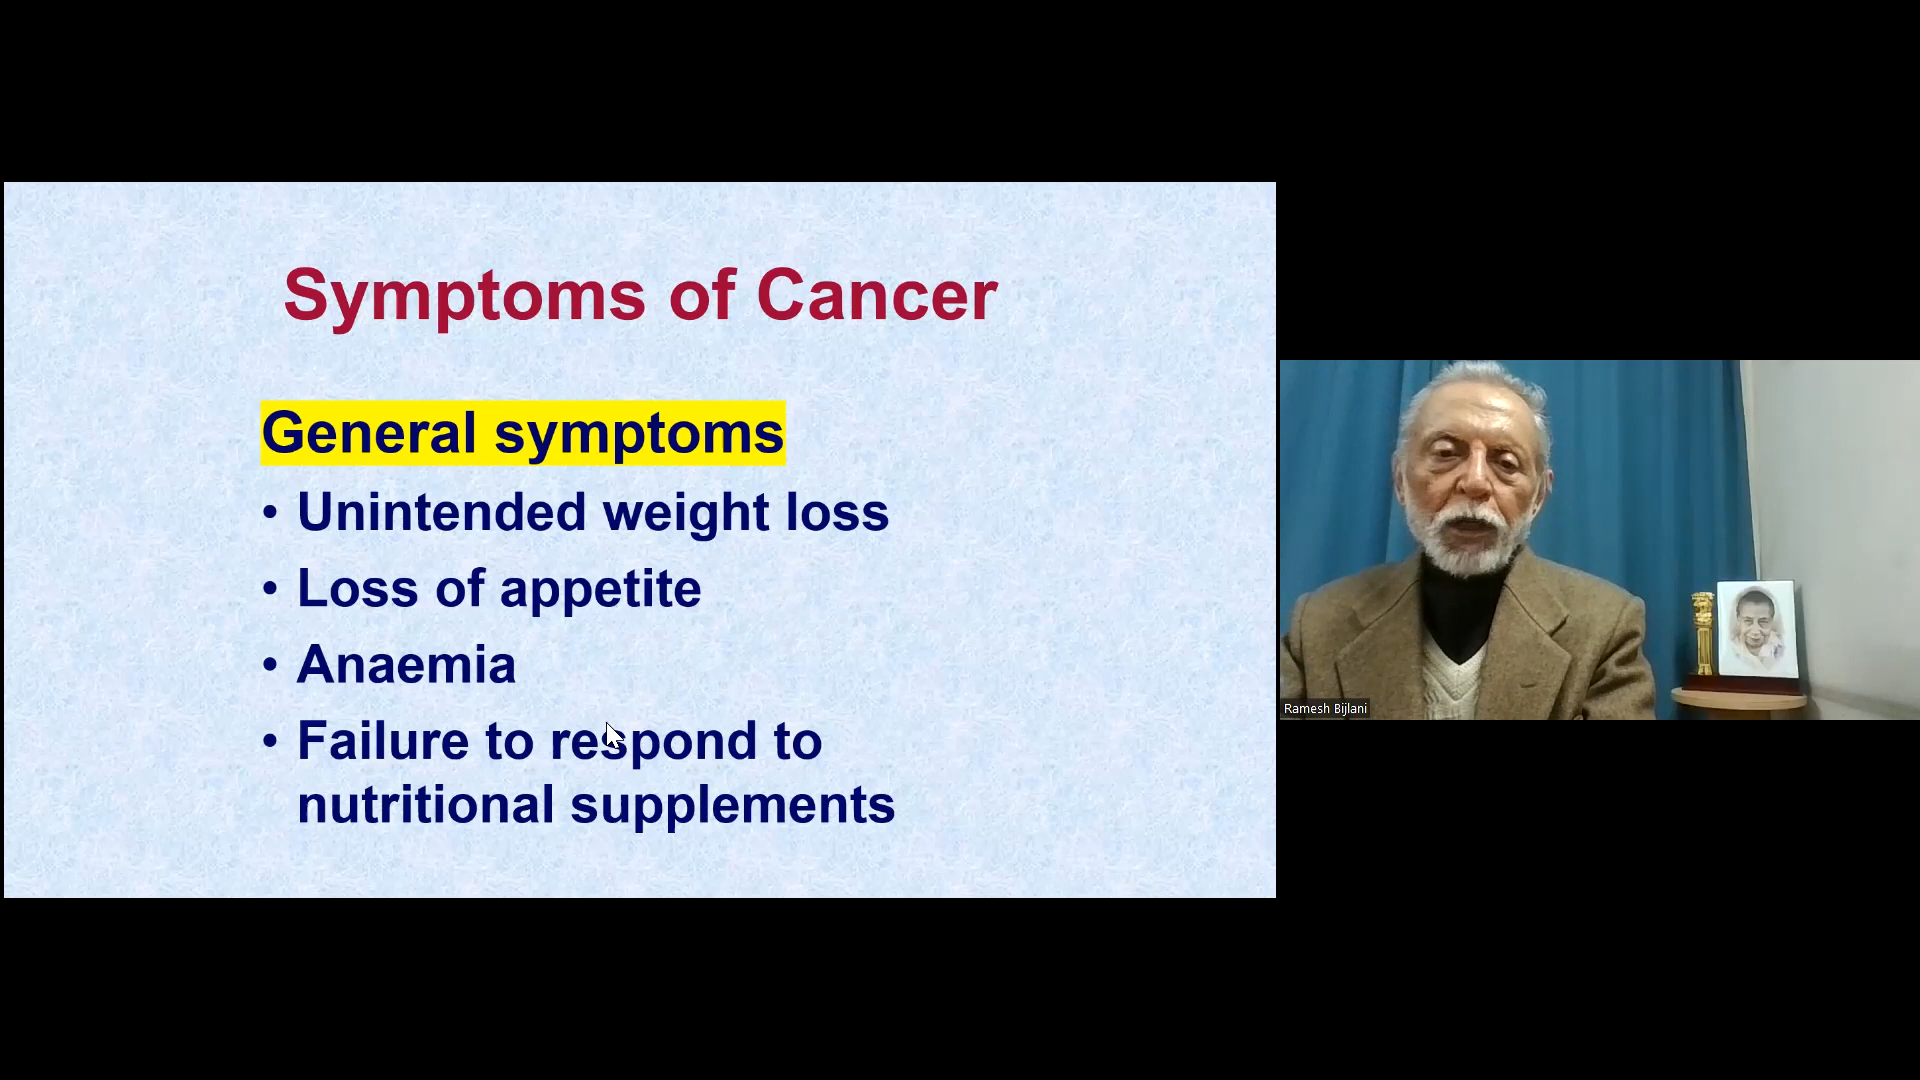 Symptoms of Cancer
General symptoms
• Unintended weight loss
• Loss of appetite
• Anaemia
• Failure to respond to
nutritional supplements
Ramesh Bijlani